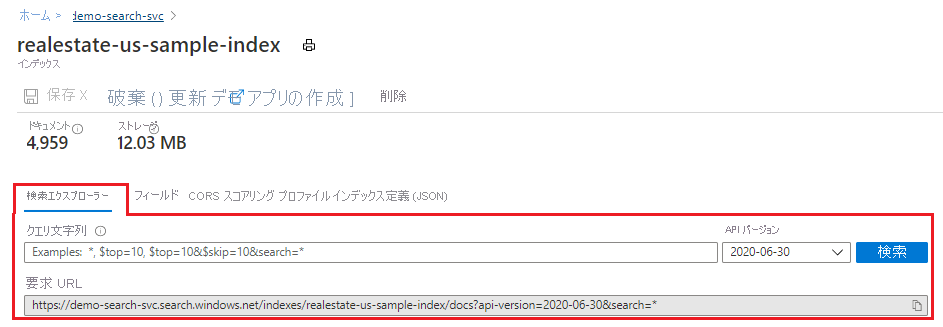 ホーム > demo-search-svc >
realestate-us-sample-index
インデックス
保存 X 破棄 () 更新 デモアプリの作成 ] 削除
ドキュメント ストレージ
4,959 12.03 MB
検索エクスプローラー フィールド CORS スコアリング プロファイル インデックス定義 (JSON)
クエリ文字列 API バージョン
Examples: *, $top=10, $top=10&$skip=10&search=* 2020-06-30 検索
要求 URL
https://demo-search-svc.search.windows.net/indexes/realestate-us-sample-index/docs?api-version=2020-06-30&search=*